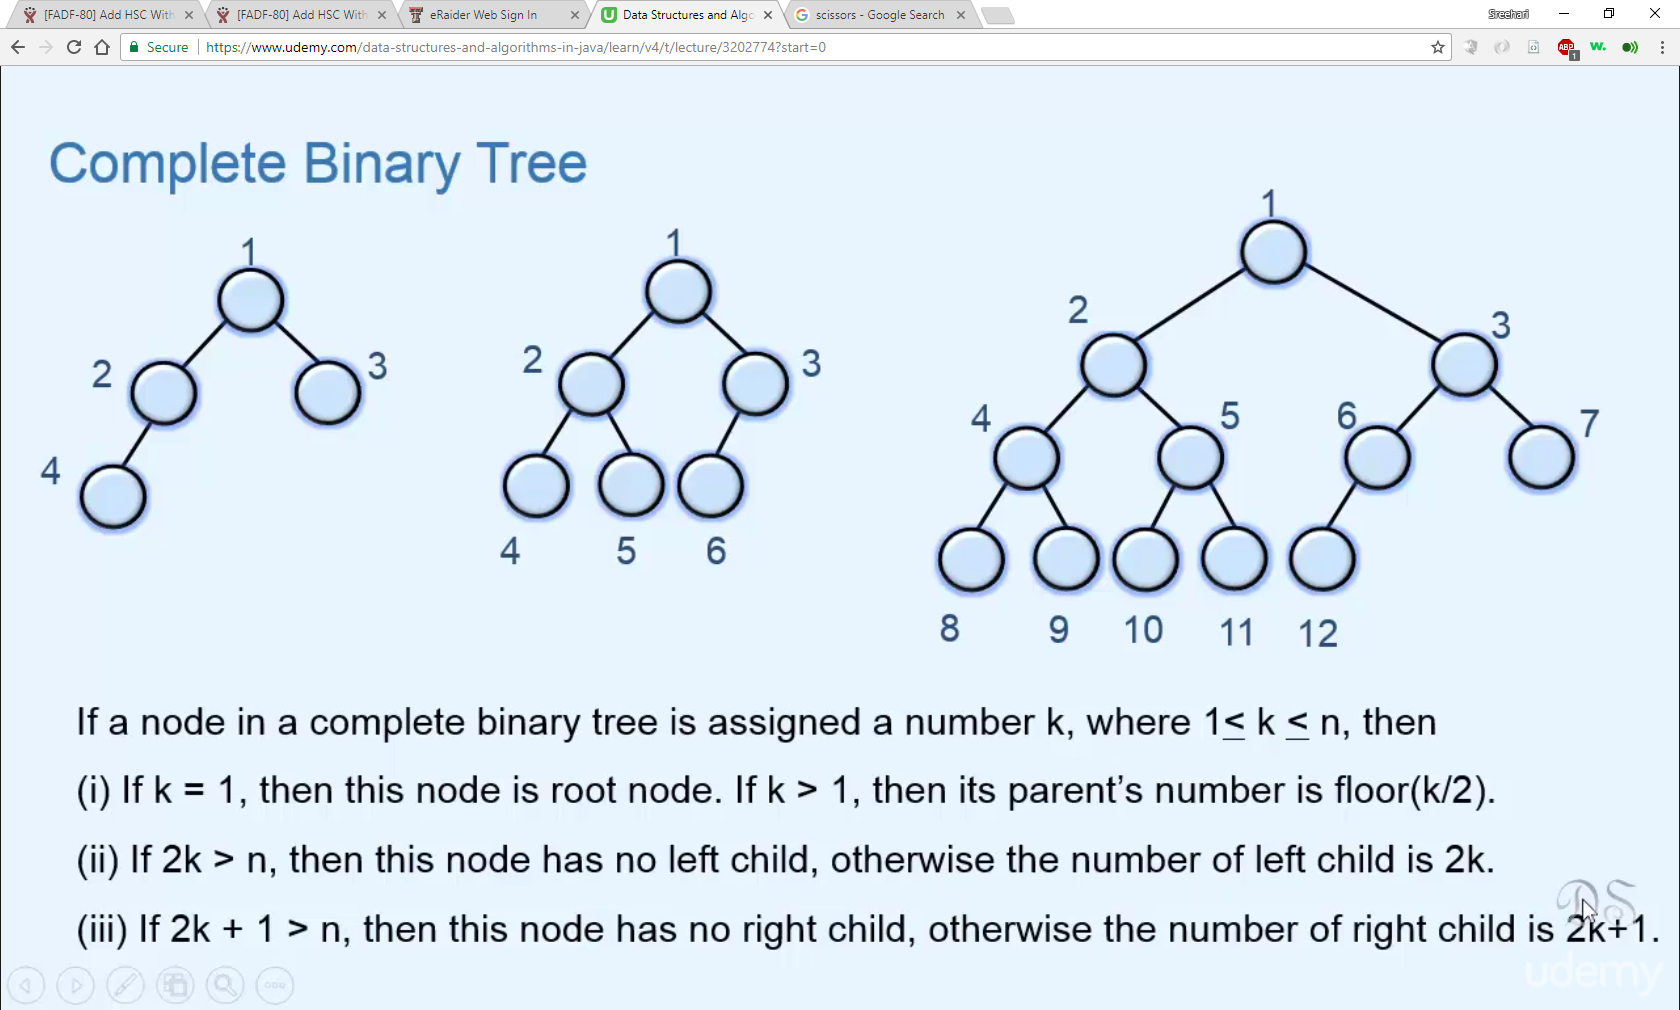 [FADF-80] Add HSC With
[FADF-80] Add HSC With
eRaider Web Sign In
Data Structures and Algo
scissors - Google Search
Sreehari
Secure
https://www.udemy.com/data-structures-and-algorithms-in-java/learn/v4/t/lecture/3202774?start=0
ABP
1
w.
Complete Binary Tree
1
2
3
4
1
2
3
4
5
6
1
2
3
4
5
6
7
8
9
10
11
12
If a node in a complete binary tree is assigned a number k, where 1≤ k ≤ n, then
(i) If k = 1, then this node is root node. If k > 1, then its parent’s number is floor(k/2).
(ii) If 2k > n, then this node has no left child, otherwise the number of left child is 2k.
(iii) If 2k + 1 > n, then this node has no right child, otherwise the number of right child is 2k+1.
DS
udemy